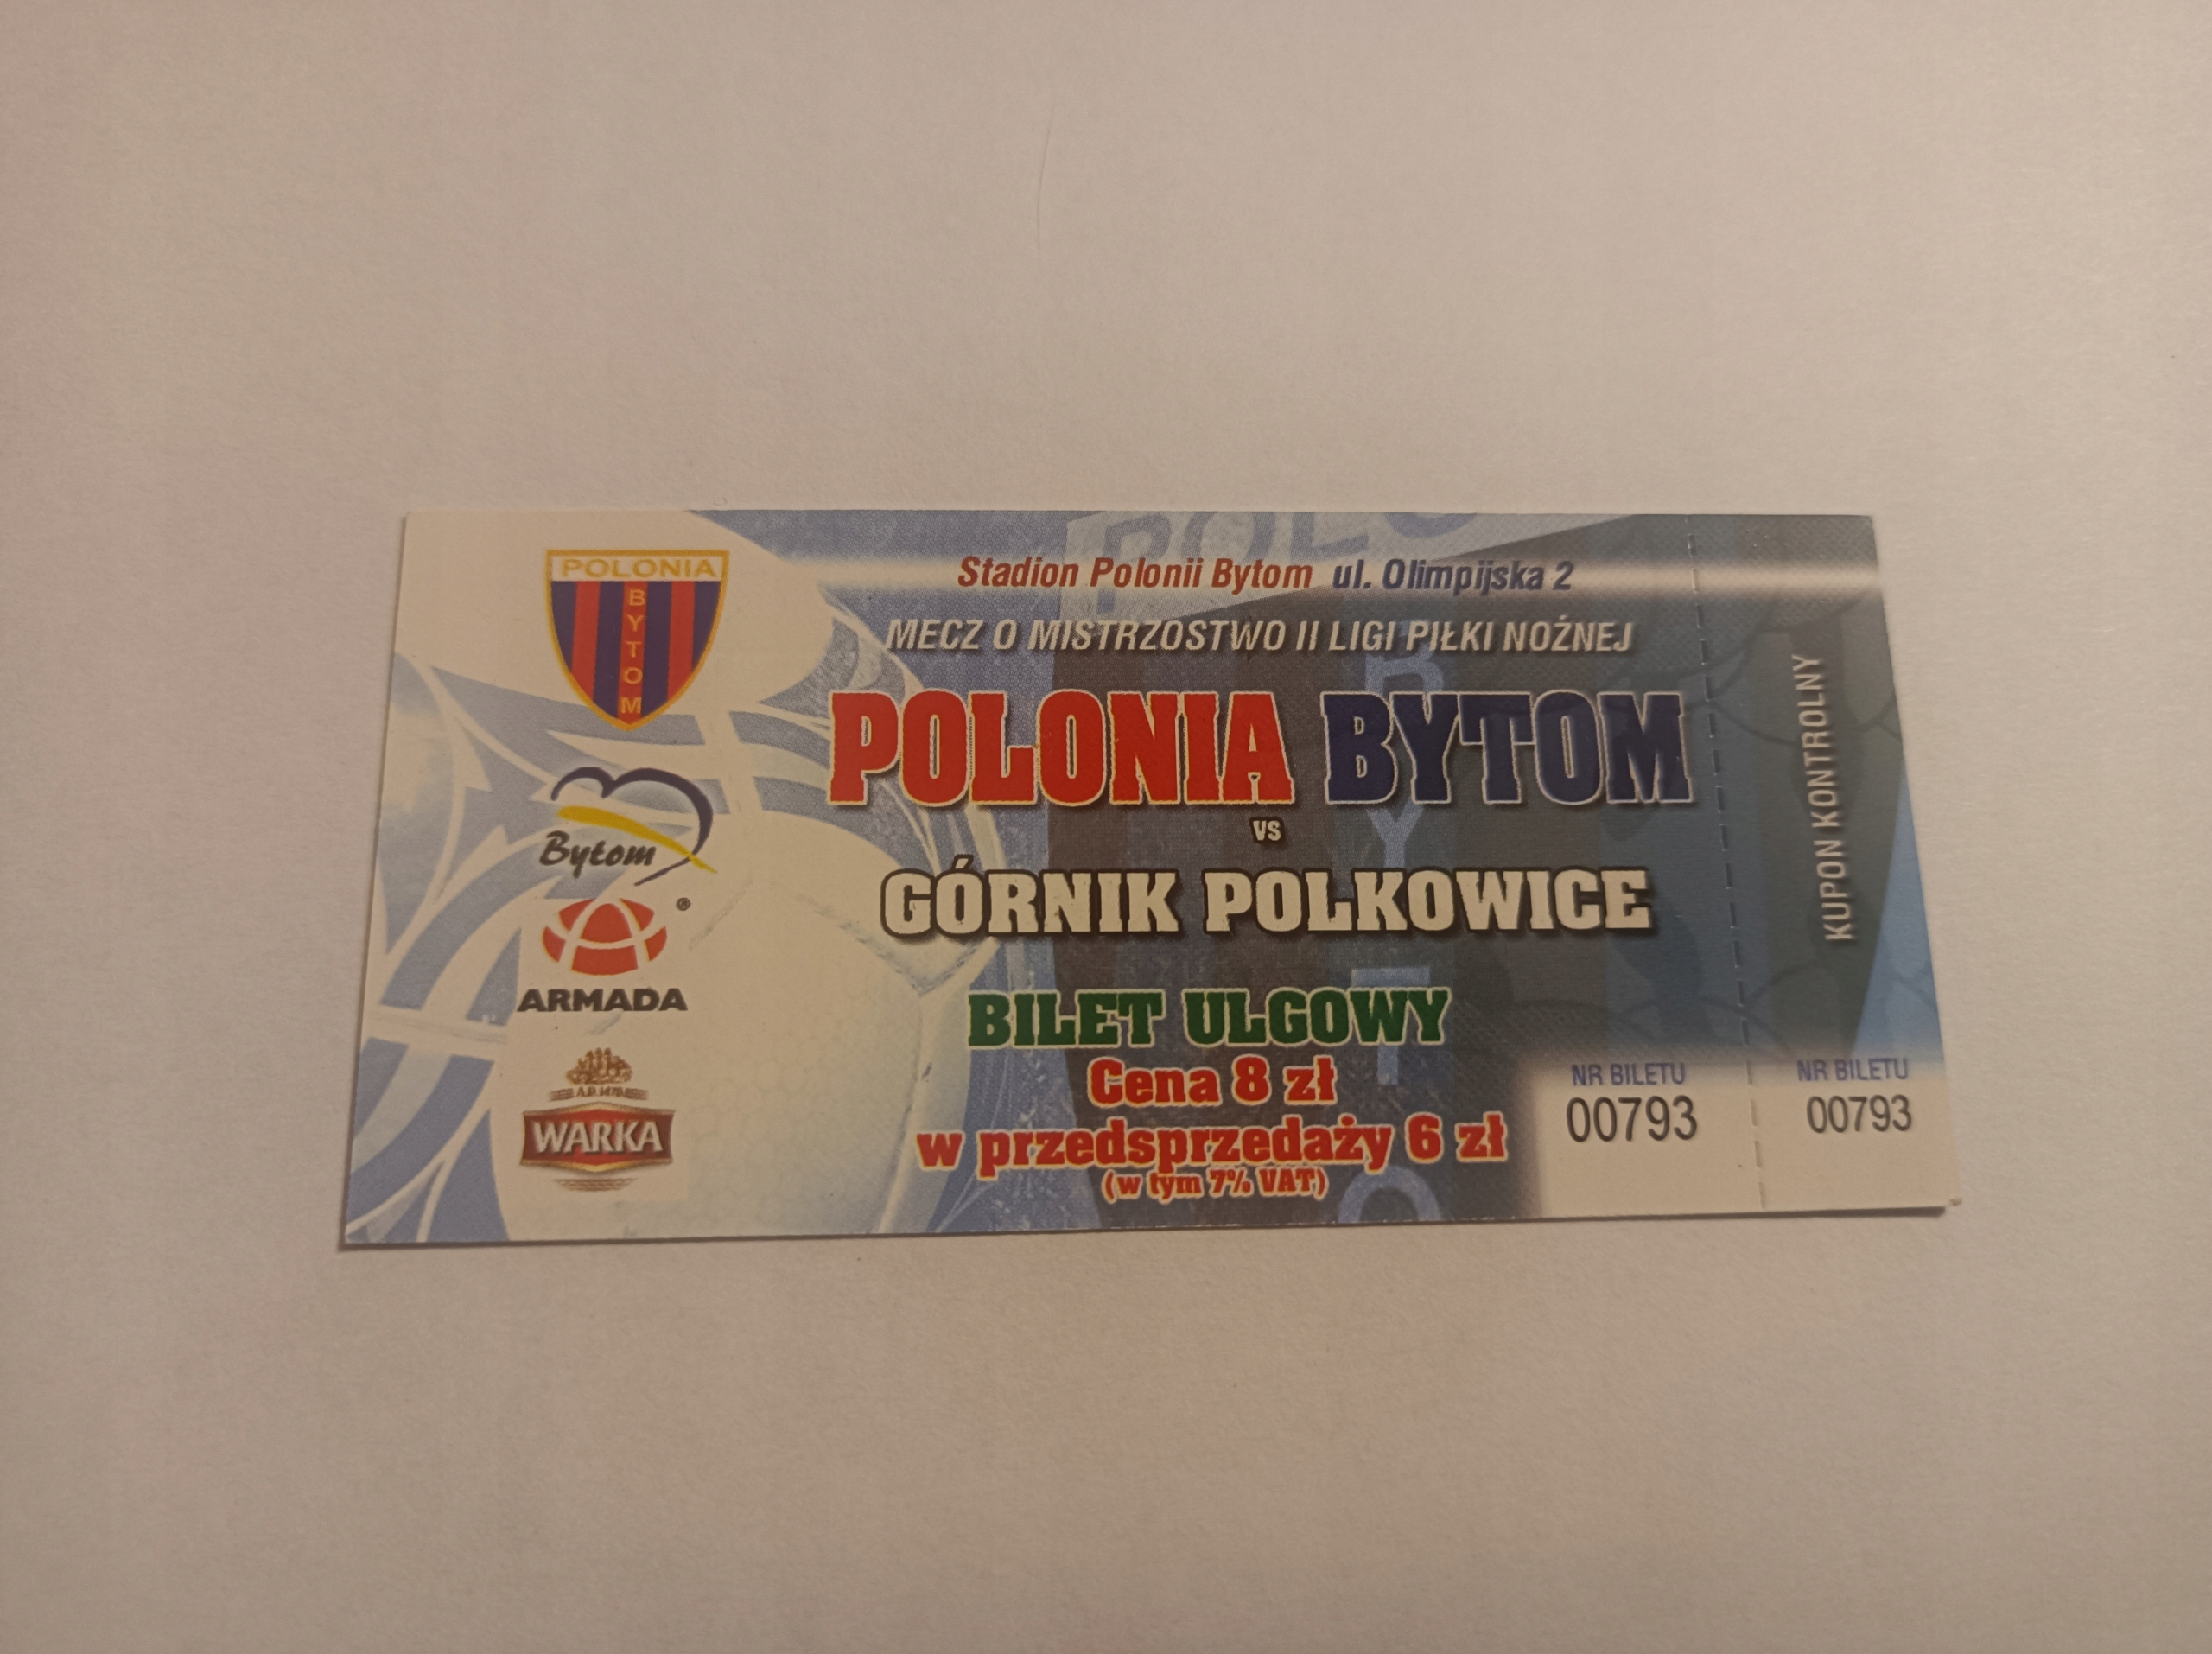 POLONIA
BYTOM
Bytom
®
ARMADA
WARKA
Stadion Polonii Bytom ul. Olimpijska 2
MECZ O MISTRZOSTWO II LIGI PIŁKI NOŻNEJ
POLONIA BYTOM
vs
GÓRNIK POLKOWICE
BILET ULGOWY
Cena 8 zł
w przedsprzedaży 6 zł
(w tym 7% VAT)
NR BILETU
00793
KUPON KONTROLNY
NR BILETU
00793